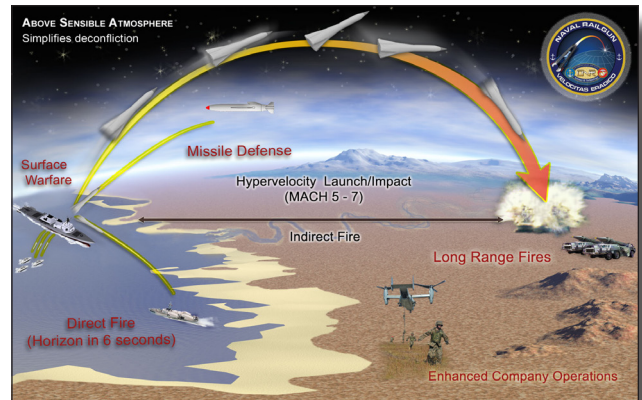 ABOVE SENSIBLE ATMOSPHERE
Simplifies deconfliction
NAVAL RAILGUN
VELOCITAS ERADICO
Missile Defense
Surface
Warfare
Hypervelocity Launch/Impact
(MACH 5 - 7)
Indirect Fire
Long Range Fires
Direct Fire
(Horizon in 6 seconds)
Enhanced Company Operations